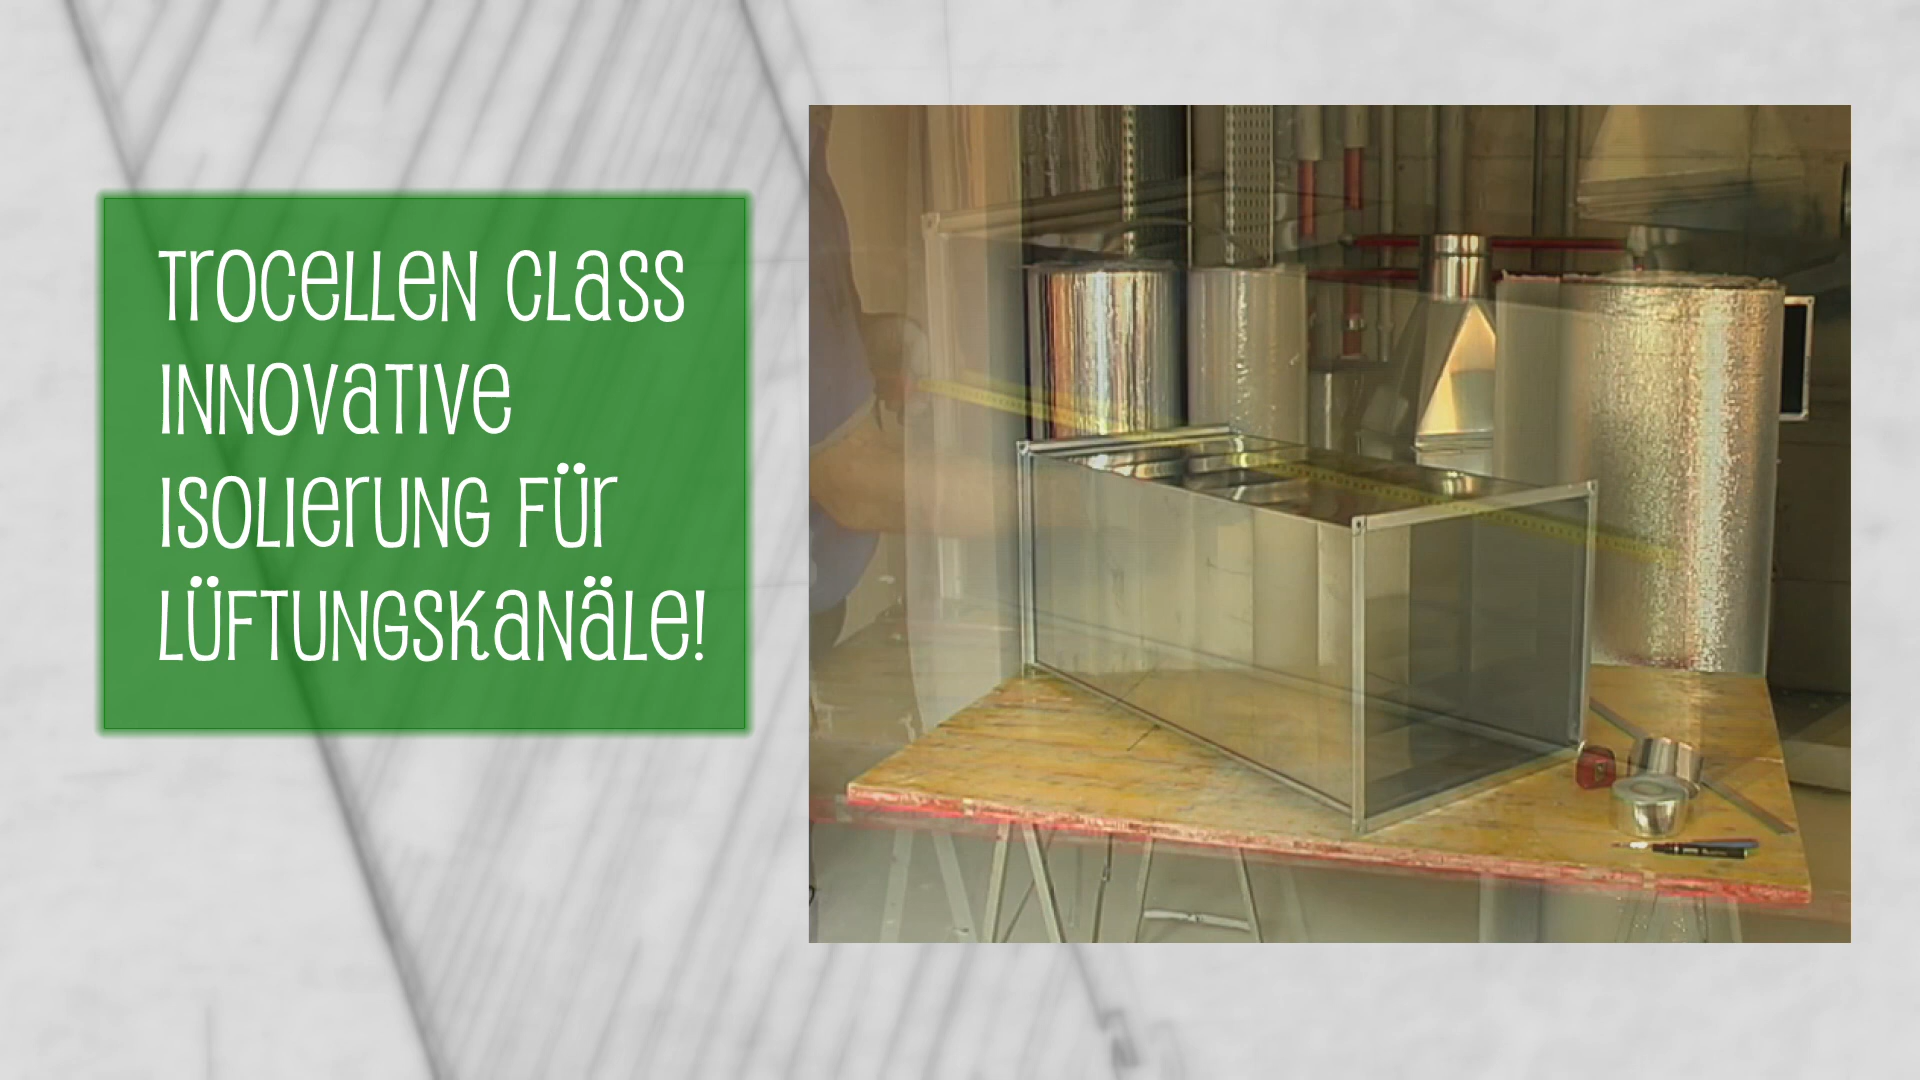 Trocellen Class
Innovative
Isolierung für
Lüftungskanäle!